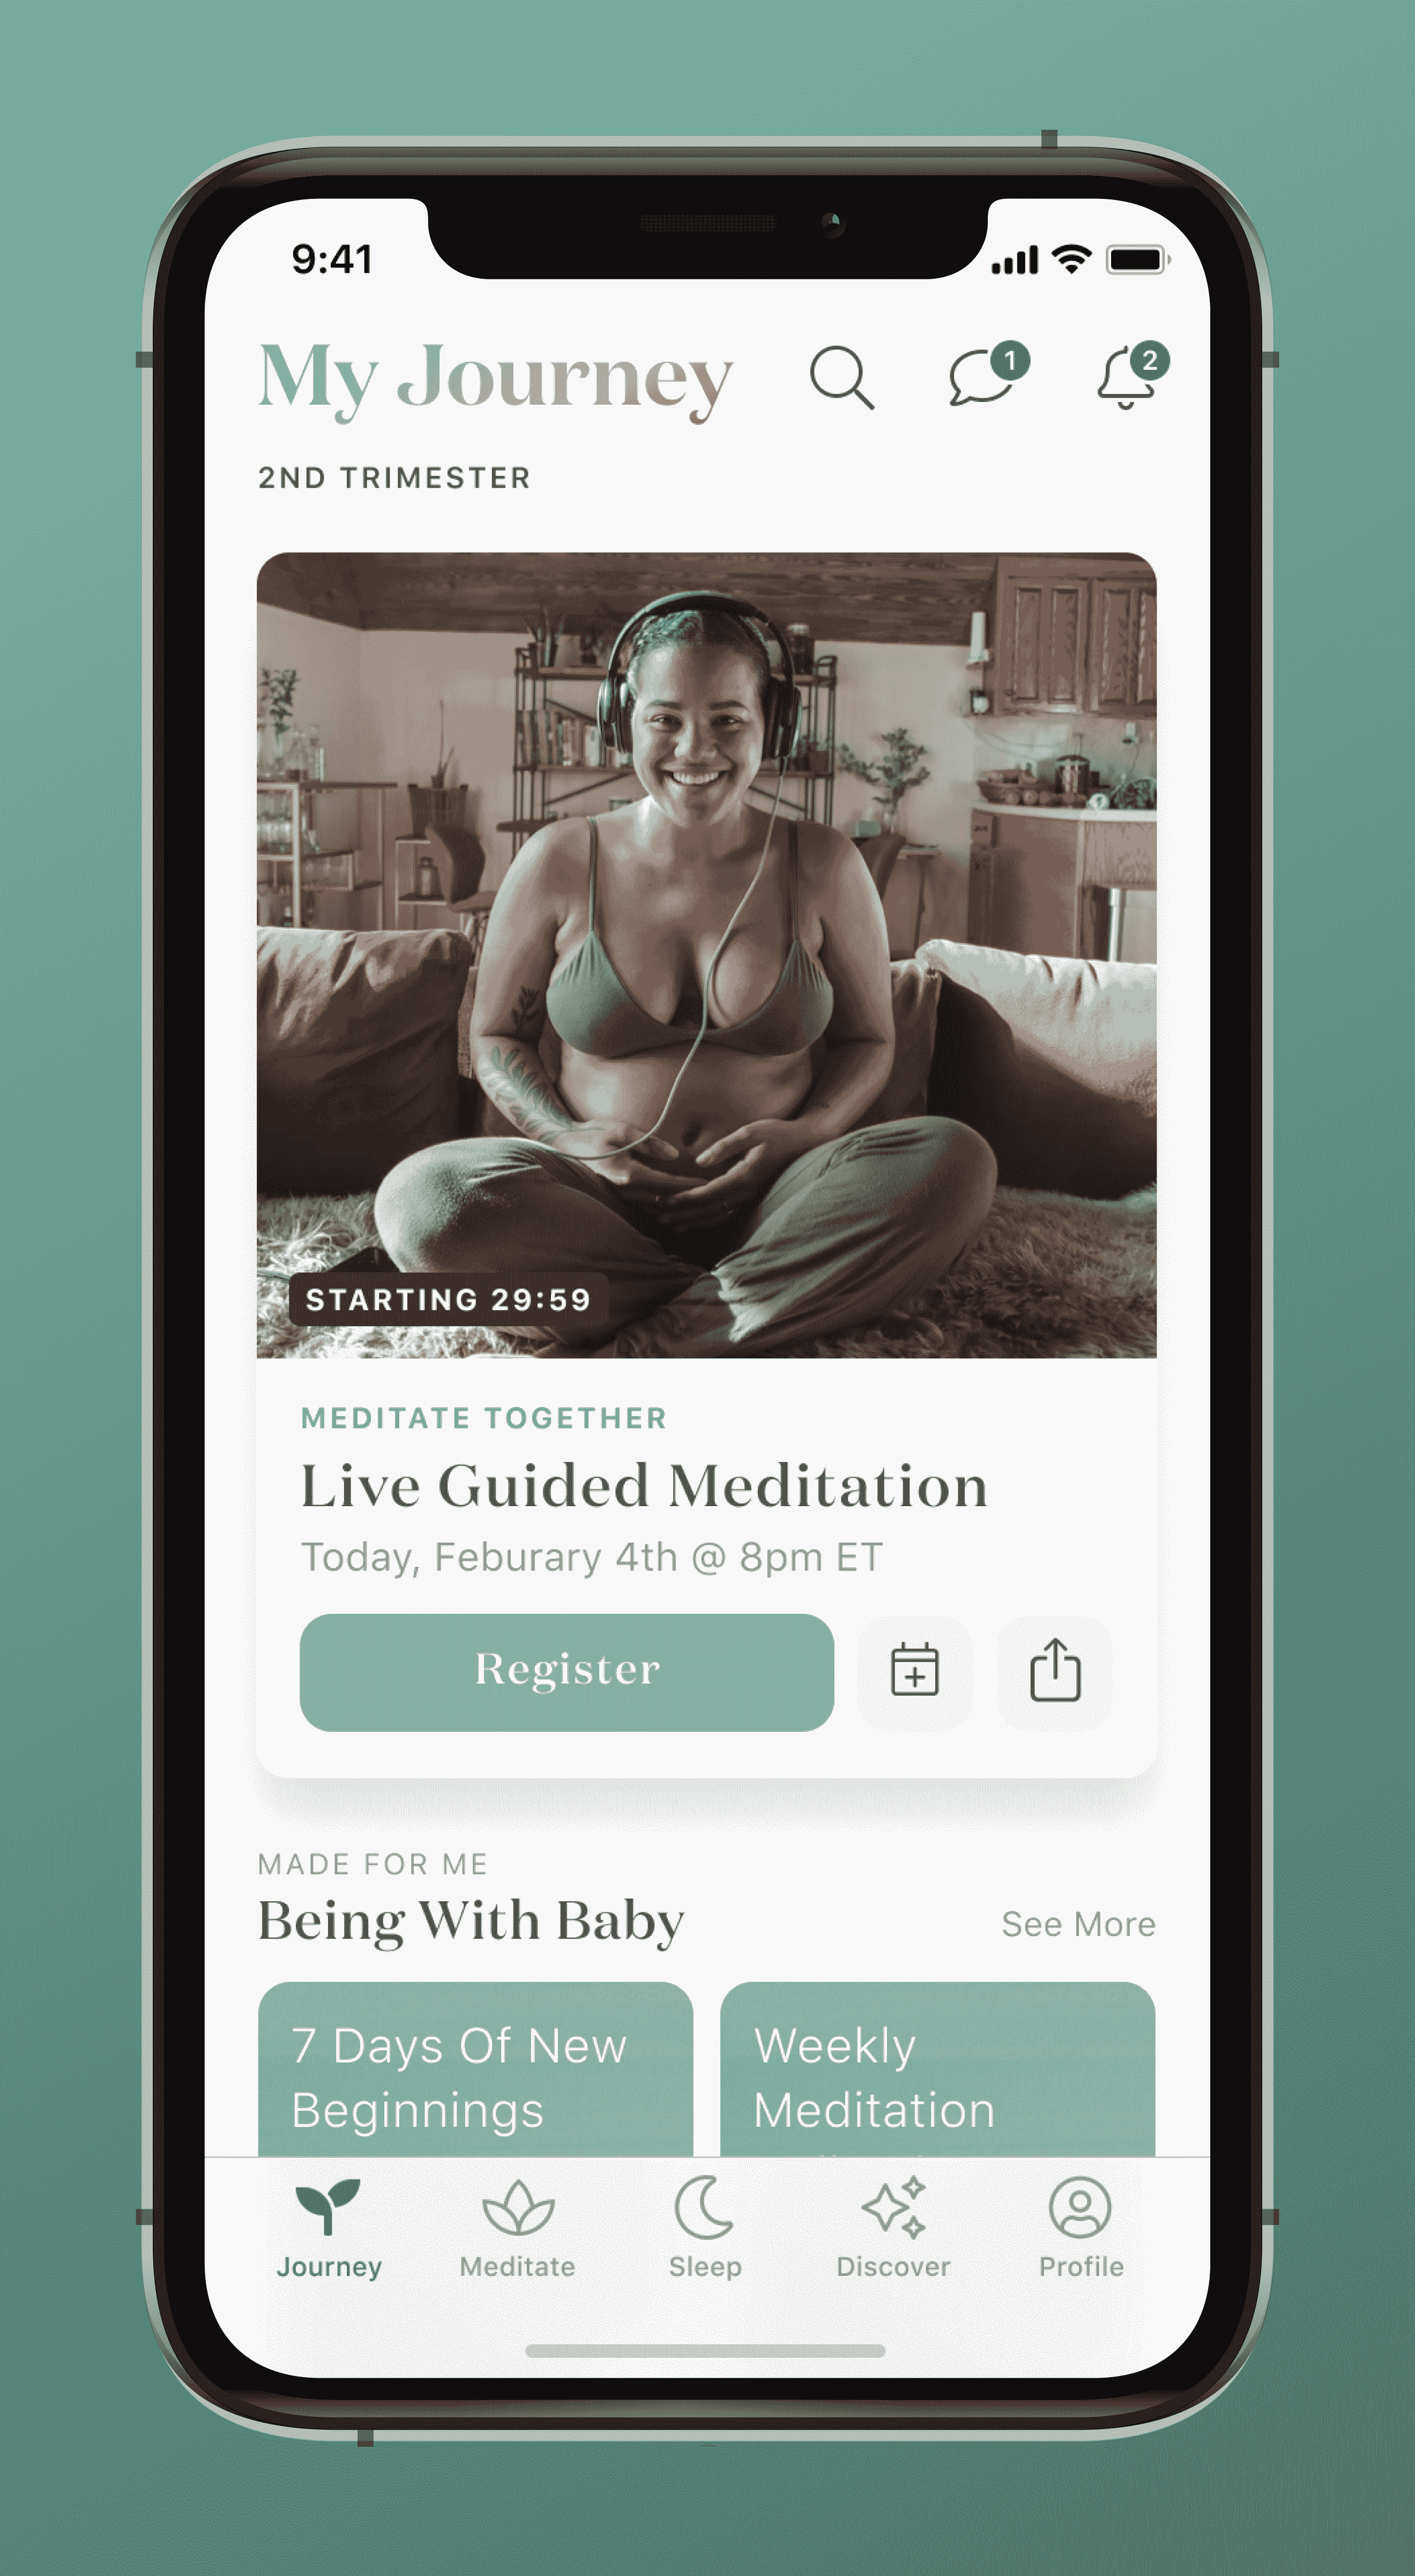 9:41
My Journey
1
2
2ND TRIMESTER
STARTING 29:59
MEDITATE TOGETHER
Live Guided Meditation
Today, Feburary 4th @ 8pm ET
Register
MADE FOR ME
Being With Baby
See More
7 Days Of New
Beginnings
Weekly
Meditation
Journey
Meditate
Sleep
Discover
Profile